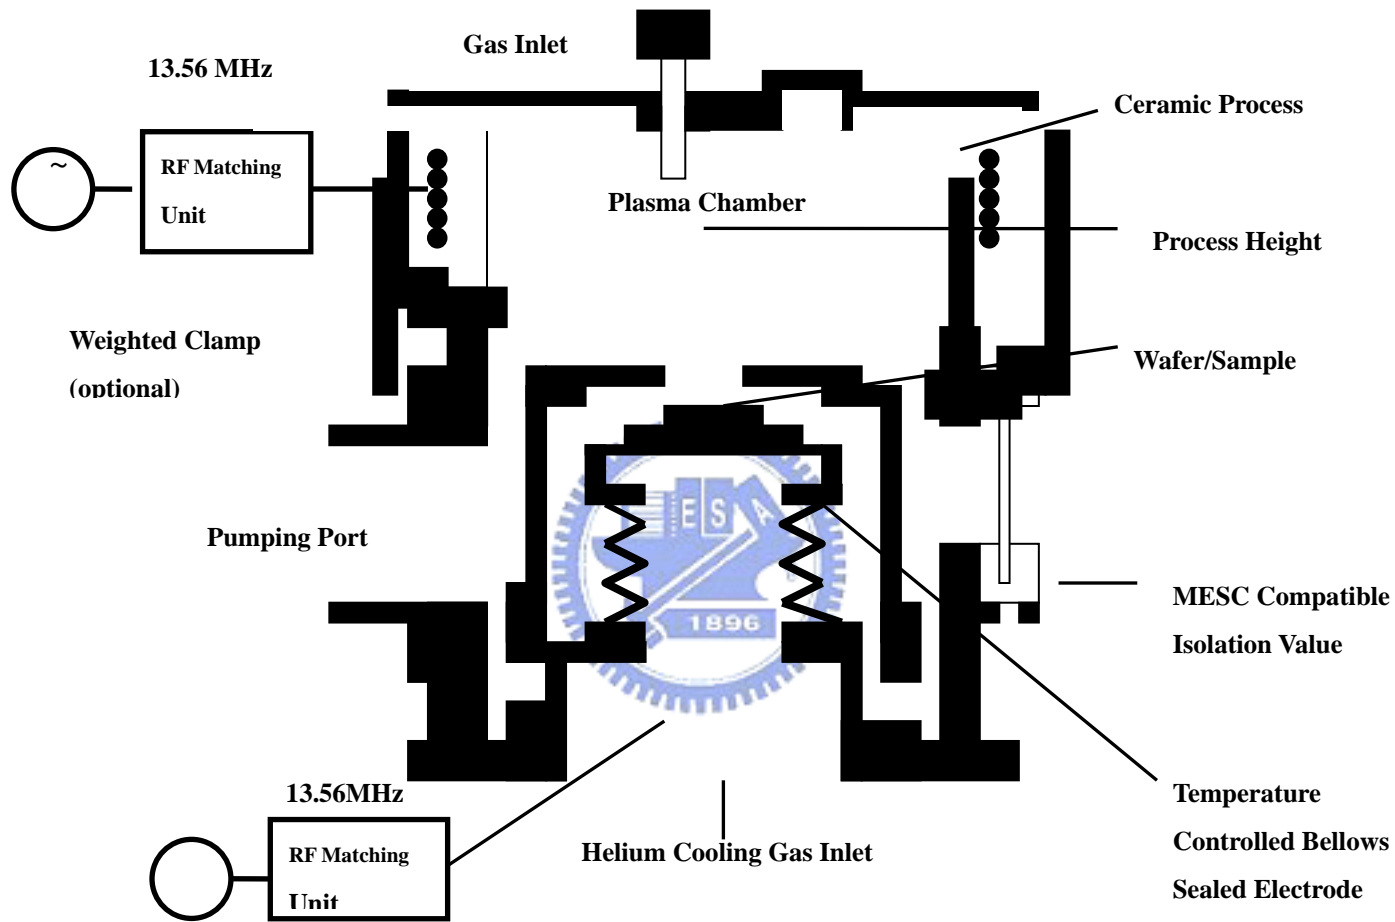 Gas Inlet
13.56 MHz
Ceramic Process
~
RF Matching
Unit
Plasma Chamber
Process Height
Weighted Clamp
(optional)
Wafer/Sample
Pumping Port
E S A
1896
MESC Compatible
Isolation Value
13.56MHz
RF Matching
Unit
Helium Cooling Gas Inlet
Temperature
Controlled Bellows
Sealed Electrode